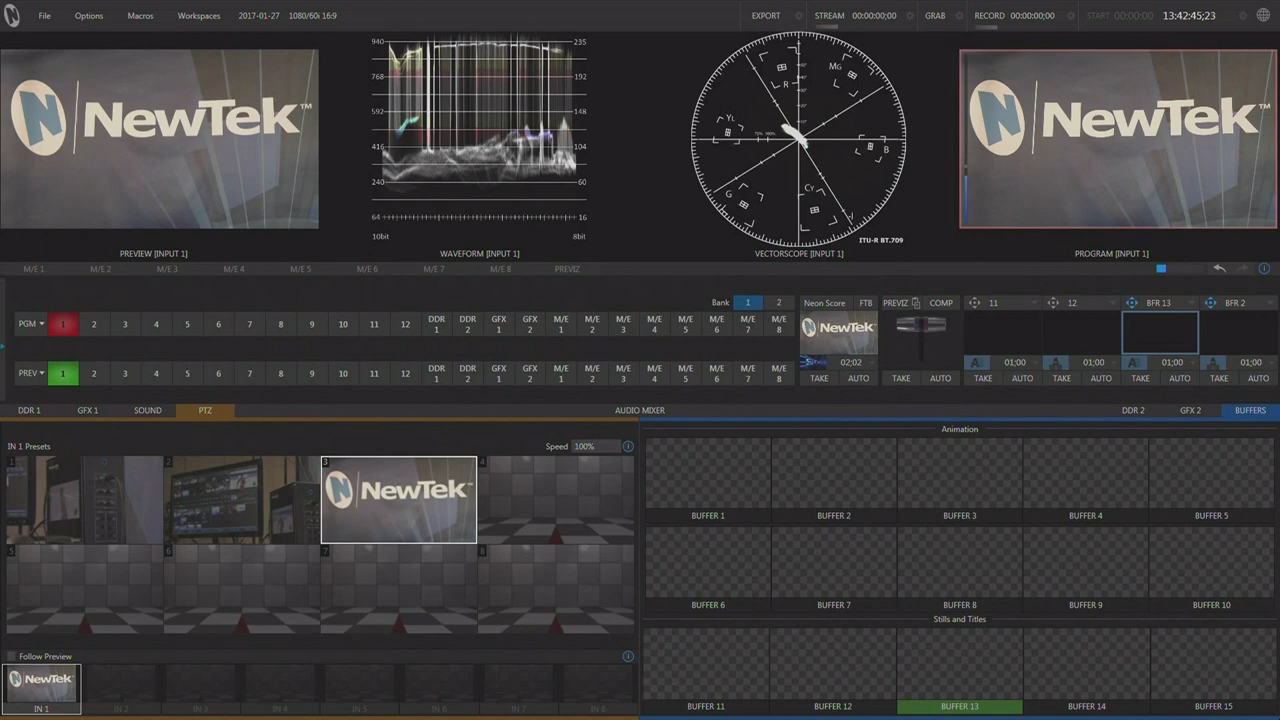 File Options Macros Workspaces 2017-01-27 1080/60i 16:9 EXPORT STREAM 00:00:00;00 GRAB RECORD 00:00:00;00 START 00:00:00 13:42:45;23
NewTek™
940 235
768 192
592 148
416 104
240 60
64 16
10bit 8bit
R MG YL B G CY
75% 100%
ITU-R BT.709
NewTek™
PREVIEW [INPUT 1] WAVEFORM [INPUT 1] VECTORSCOPE [INPUT 1] PROGRAM [INPUT 1]
M/E 1 M/E 2 M/E 3 M/E 4 M/E 5 M/E 6 M/E 7 M/E 8 PREVIZ
Bank 1 2 Neon Score FTB PREVIZ COMP 11 12 BFR 13 BFR 2
PGM 1 2 3 4 5 6 7 8 9 10 11 12 DDR 1 DDR 2 GFX 1 GFX 2 M/E 1 M/E 2 M/E 3 M/E 4 M/E 5 M/E 6 M/E 7 M/E 8
NewTek
02:02 01:00 01:00 01:00 01:00
PREV 1 2 3 4 5 6 7 8 9 10 11 12 DDR 1 DDR 2 GFX 1 GFX 2 M/E 1 M/E 2 M/E 3 M/E 4 M/E 5 M/E 6 M/E 7 M/E 8
TAKE AUTO TAKE AUTO TAKE AUTO TAKE AUTO TAKE AUTO TAKE AUTO
DDR 1 GFX 1 SOUND PTZ AUDIO MIXER DDR 2 GFX 2 BUFFERS
IN 1 Presets Speed 100%
1 2 3 4
NewTek
5 6 7 8
Follow Preview
NewTek
IN 1 IN 2 IN 3 IN 4 IN 5 IN 6 IN 7 IN 8
Animation
BUFFER 1 BUFFER 2 BUFFER 3 BUFFER 4 BUFFER 5
BUFFER 6 BUFFER 7 BUFFER 8 BUFFER 9 BUFFER 10
Stills and Titles
BUFFER 11 BUFFER 12 BUFFER 13 BUFFER 14 BUFFER 15